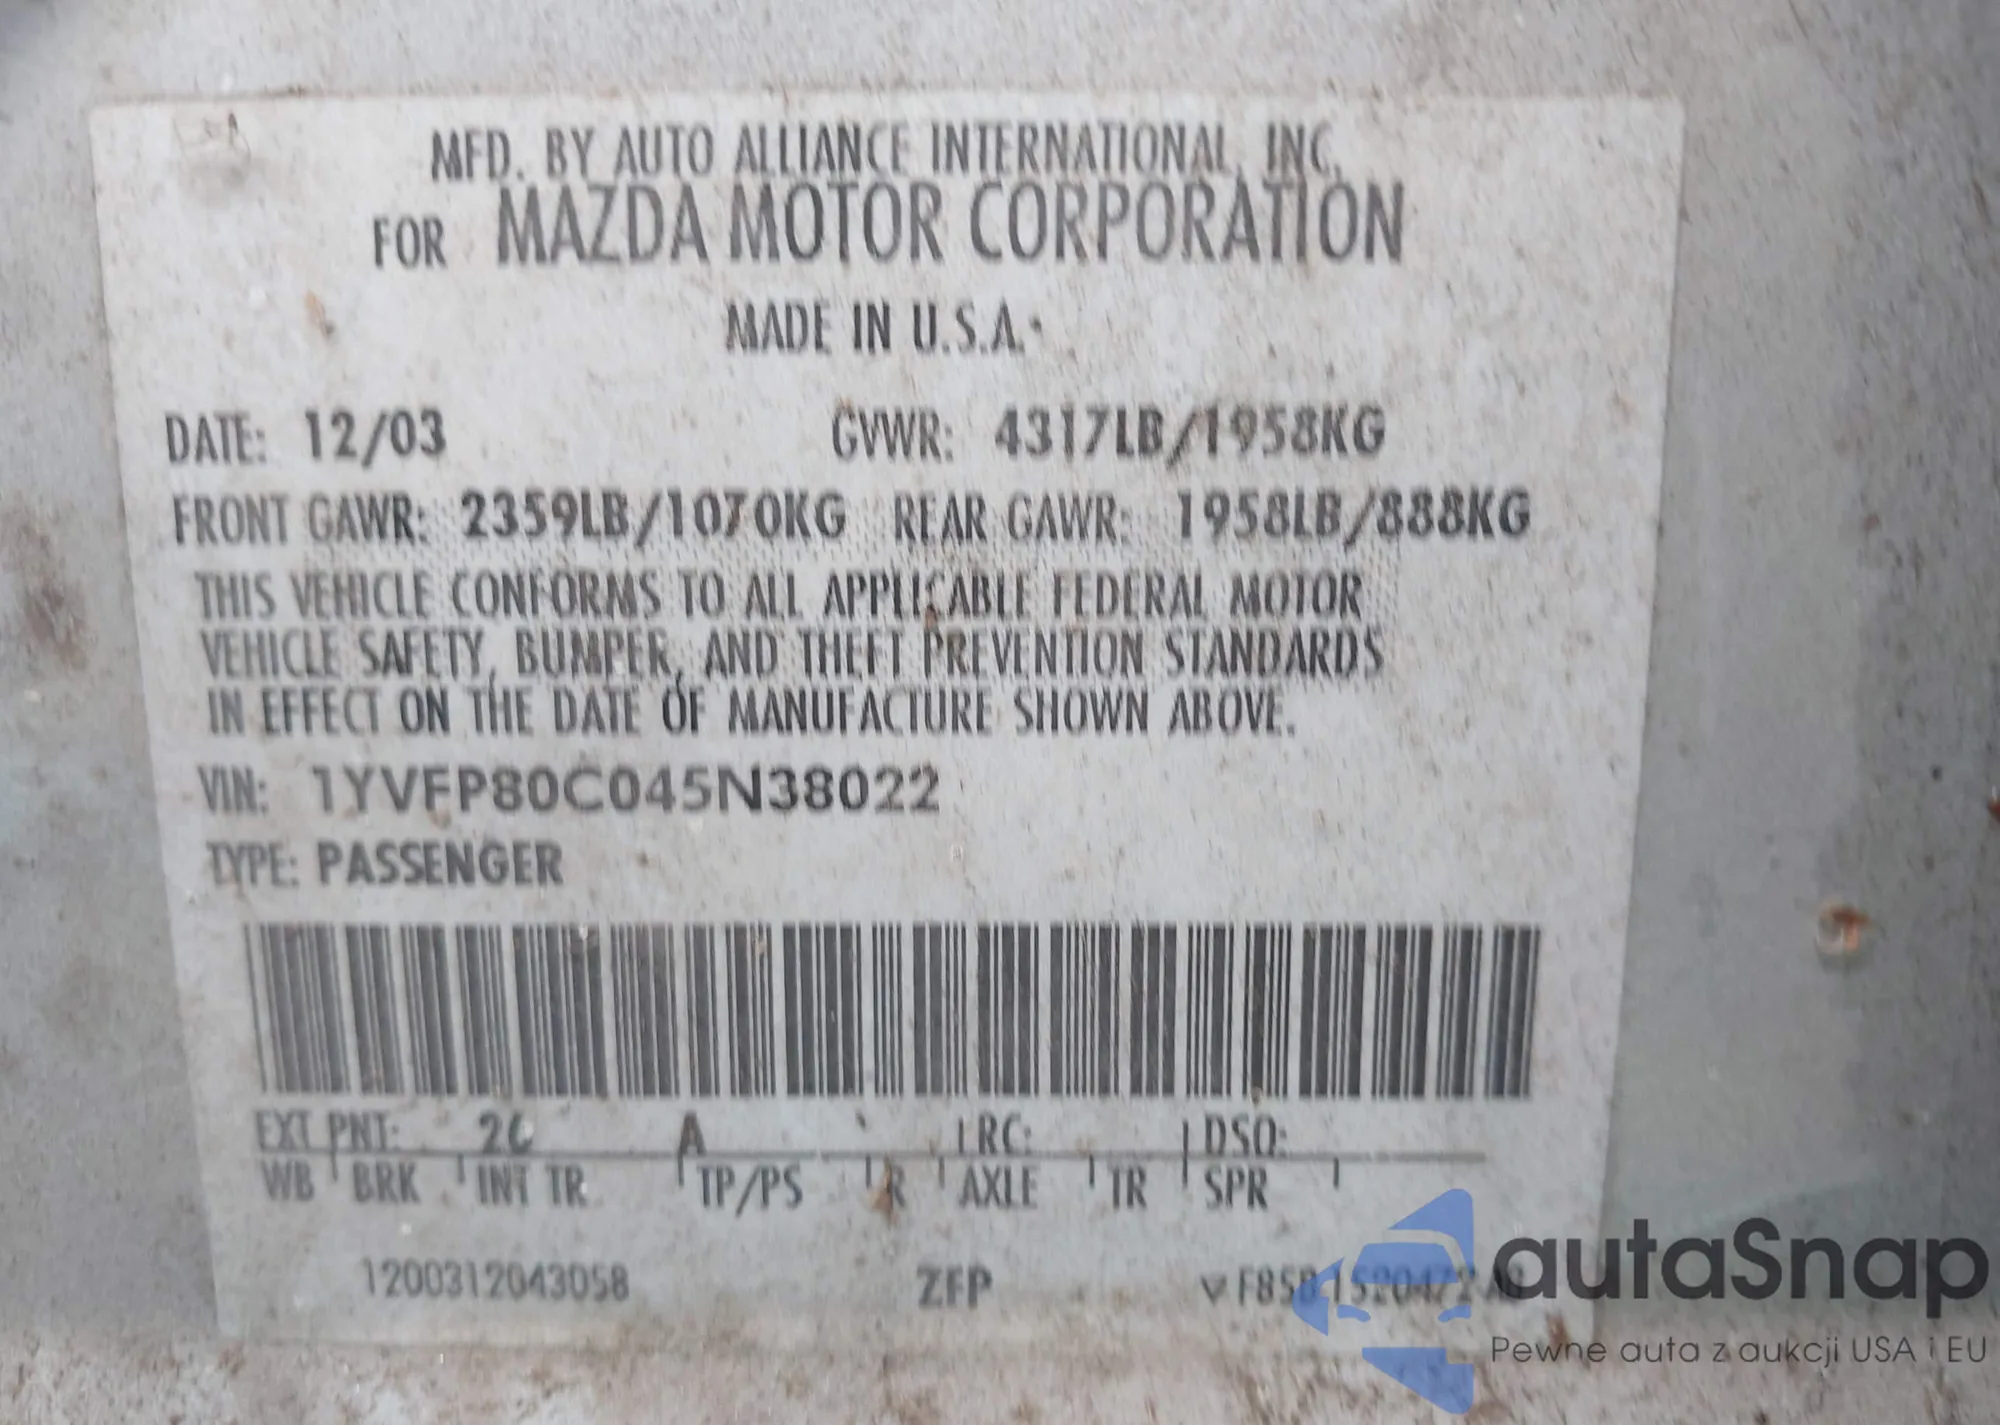 MFD. BY AUTO ALLIANCE INTERNATIONAL, INC.
FOR MAZDA MOTOR CORPORATION
MADE IN U.S.A.
DATE: 12/03 GVWR: 4317LB/1958KG
FRONT GAWR: 2359LB/1070KG REAR GAWR: 1958LB/888KG
THIS VEHICLE CONFORMS TO ALL APPLICABLE FEDERAL MOTOR
VEHICLE SAFETY, BUMPER, AND THEFT PREVENTION STANDARDS
IN EFFECT ON THE DATE OF MANUFACTURE SHOWN ABOVE.
VIN: 1YVFP80C045N38022
TYPE: PASSENGER
EXT PNT: A RC: DSO:
WB BRK INT TR TP/PS R AXLE TR SPR
1200312043058 ZFP
autaSnap
Pewne auta z aukcji USA i EU